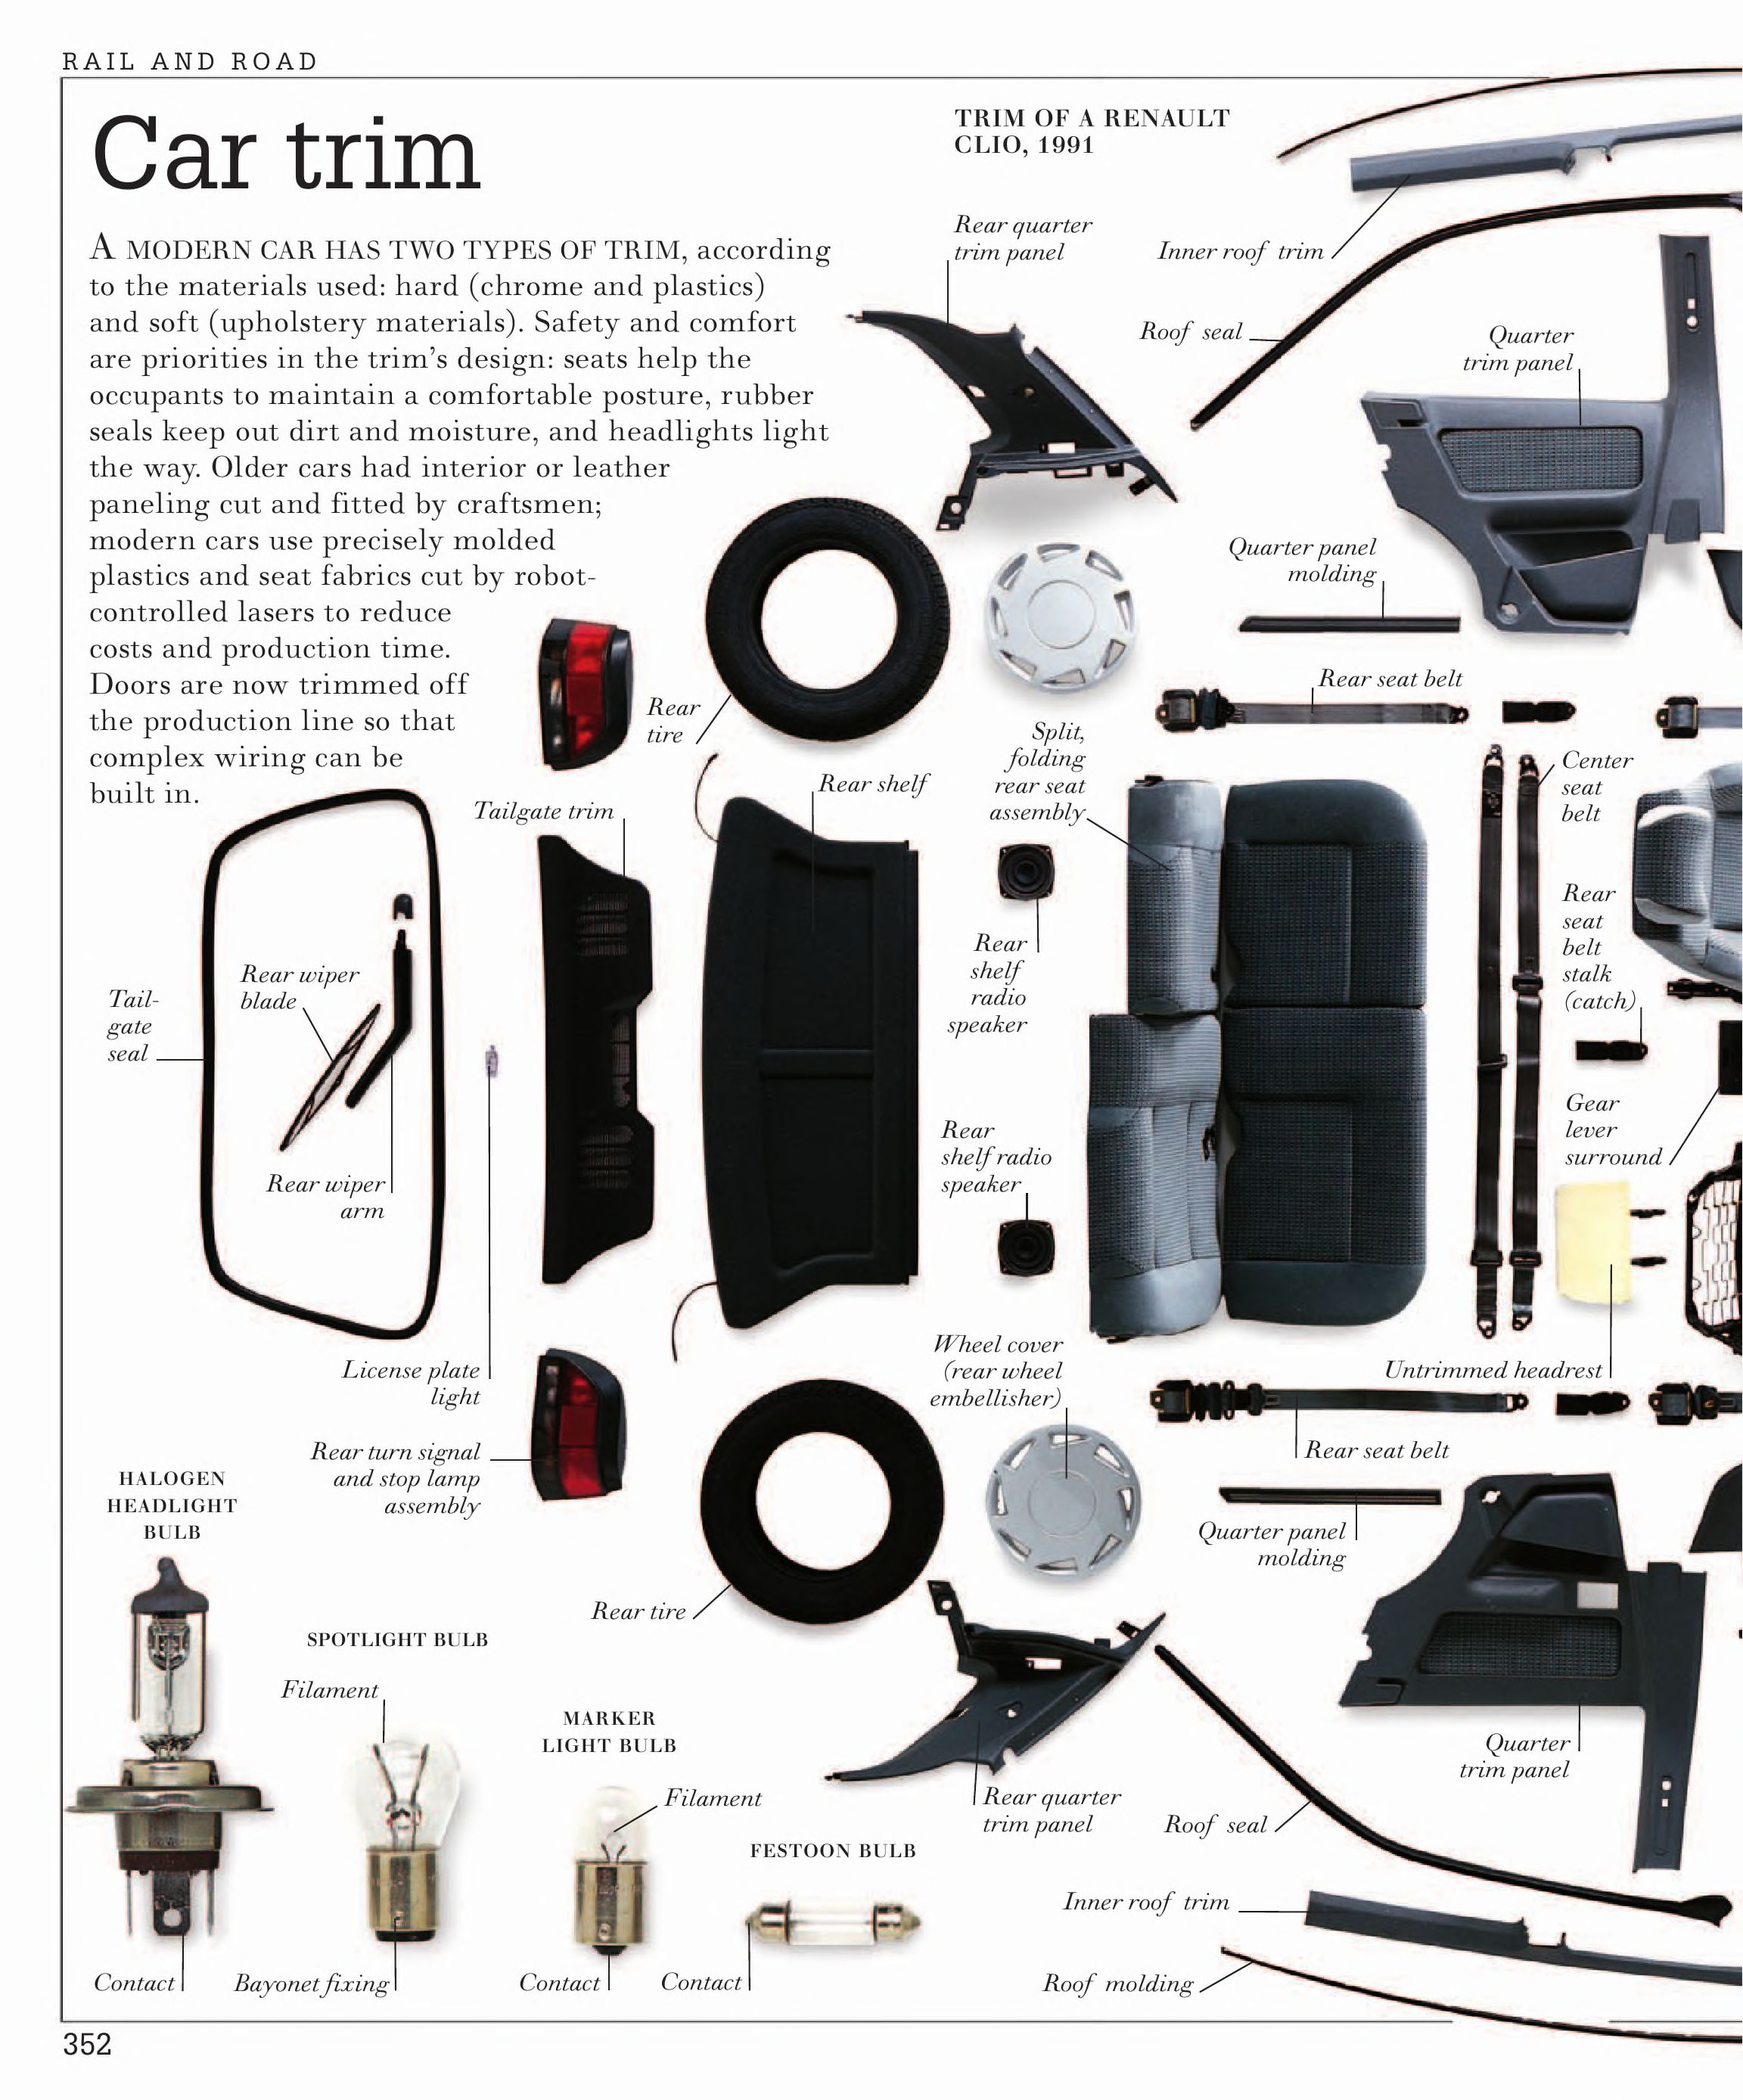 RAIL AND ROAD
Car trim
A MODERN CAR HAS TWO TYPES OF TRIM, according
to the materials used: hard (chrome and plastics)
and soft (upholstery materials). Safety and comfort
are priorities in the trim's design: seats help the
occupants to maintain a comfortable posture, rubber
seals keep out dirt and moisture, and headlights light
the way. Older cars had interior or leather
paneling cut and fitted by craftsmen;
modern cars use precisely molded
plastics and seat fabrics cut by robot-
controlled lasers to reduce
costs and production time.
Doors are now trimmed off
the production line so that
complex wiring can be
built in.
TRIM OF A RENAULT
CLIO, 1991
Rear quarter
trim panel
Inner roof trim
Roof seal
Quarter
trim panel
Quarter panel
molding
Rear seat belt
Rear
tire
Split,
folding
rear seat
assembly
Center
seat
belt
Rear shelf
Tailgate trim
Rear
seat
belt
stalk
(catch)
Rear
shelf
radio
speaker
Rear wiper
blade
Tail-
gate
seal
Gear
lever
surround
Rear
shelf radio
speaker
Rear wiper
arm
Wheel cover
(rear wheel
embellisher)
License plate
light
Untrimmed headrest
Rear turn signal
and stop lamp
assembly
Rear seat belt
HALOGEN
HEADLIGHT
BULB
Quarter panel
molding
Rear tire
SPOTLIGHT BULB
Filament
MARKER
LIGHT BULB
Filament
Quarter
trim panel
Rear quarter
trim panel
Roof seal
FESTOON BULB
Inner roof trim
Contact
Bayonet fixing
Contact
Contact
Roof molding
352